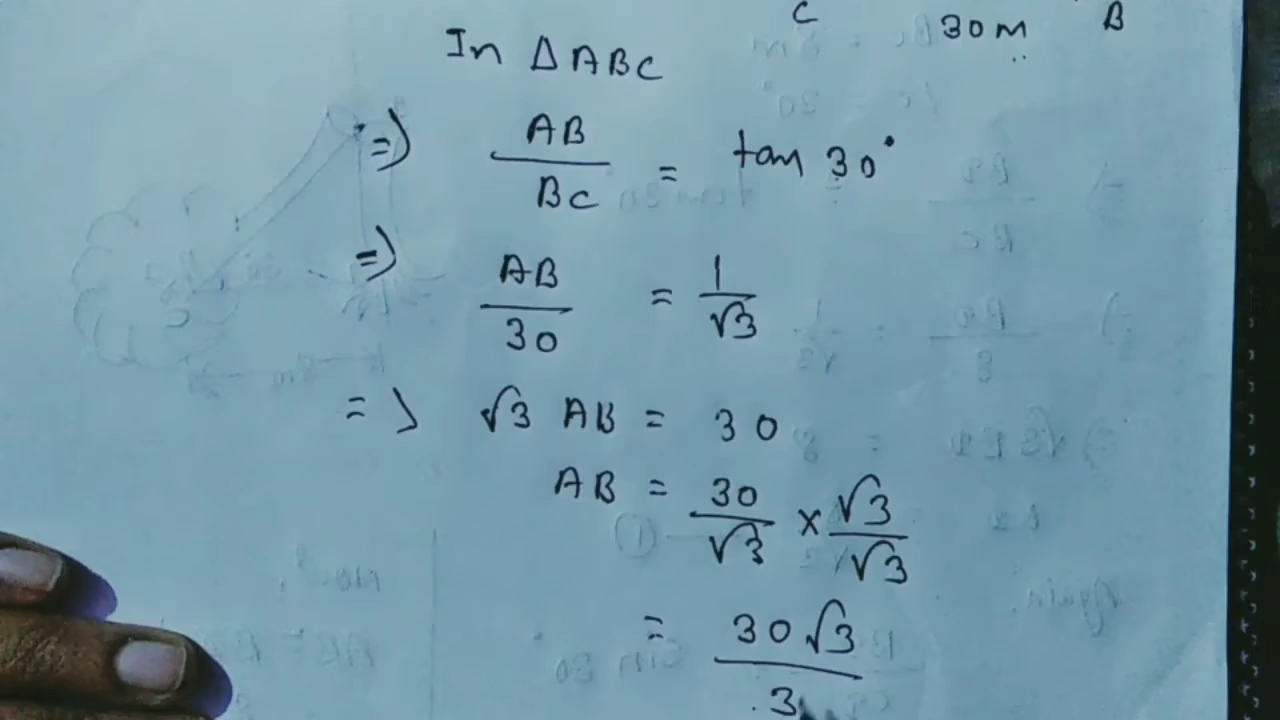 C 30M B
In ΔABC
=> AB/BC = tan 30°
=> AB/30 = 1/√3
=> √3 AB = 30
AB = 30/√3 × √3/√3
= 30√3/3